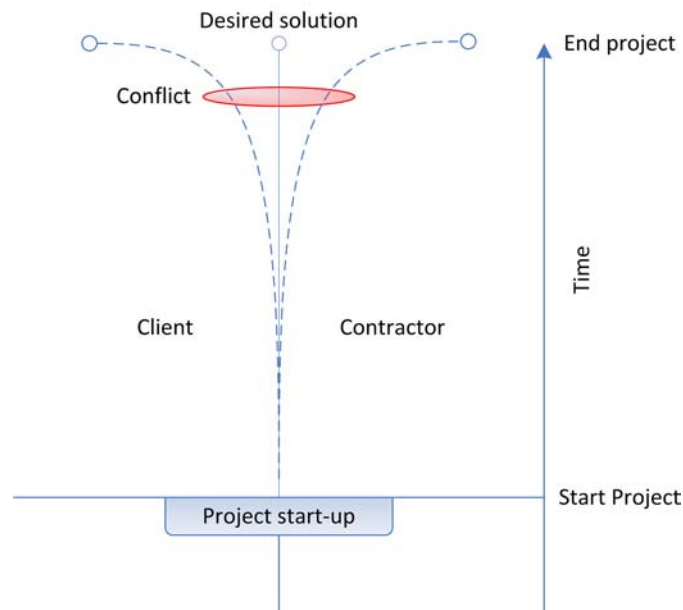 Desired solution
End project
Conflict
Time
Client
Contractor
Start Project
Project start-up